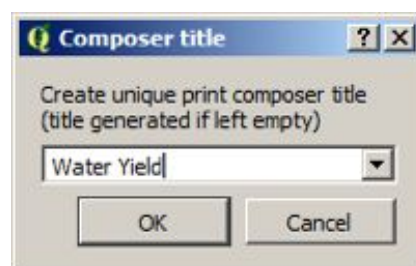 Composer title
Create unique print composer title
(title generated if left empty)
Water Yield
OK
Cancel